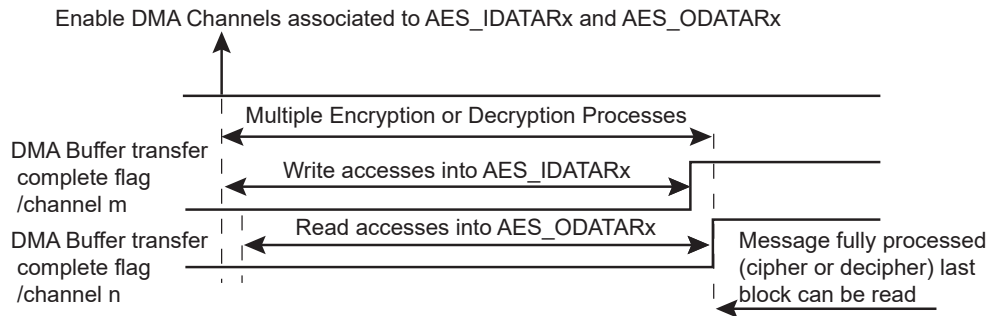 Enable DMA Channels associated to AES_IDATARx and AES_ODATARx
Multiple Encryption or Decryption Processes
DMA Buffer transfer
complete flag
/channel m
Write accesses into AES_IDATARx
Read accesses into AES_ODATARx
DMA Buffer transfer
complete flag
/channel n
Message fully processed
(cipher or decipher) last
block can be read